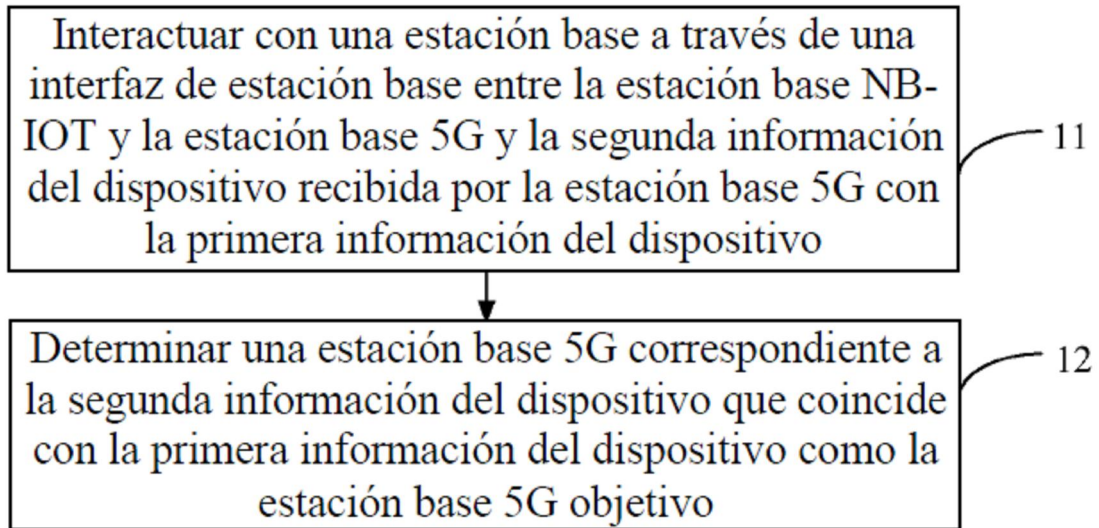 Interactuar con una estación base a través de una
interfaz de estación base entre la estación base NB-
IOT y la estación base 5G y la segunda información
del dispositivo recibida por la estación base 5G con
la primera información del dispositivo
11
Determinar una estación base 5G correspondiente a
la segunda información del dispositivo que coincide
con la primera información del dispositivo como la
estación base 5G objetivo
12